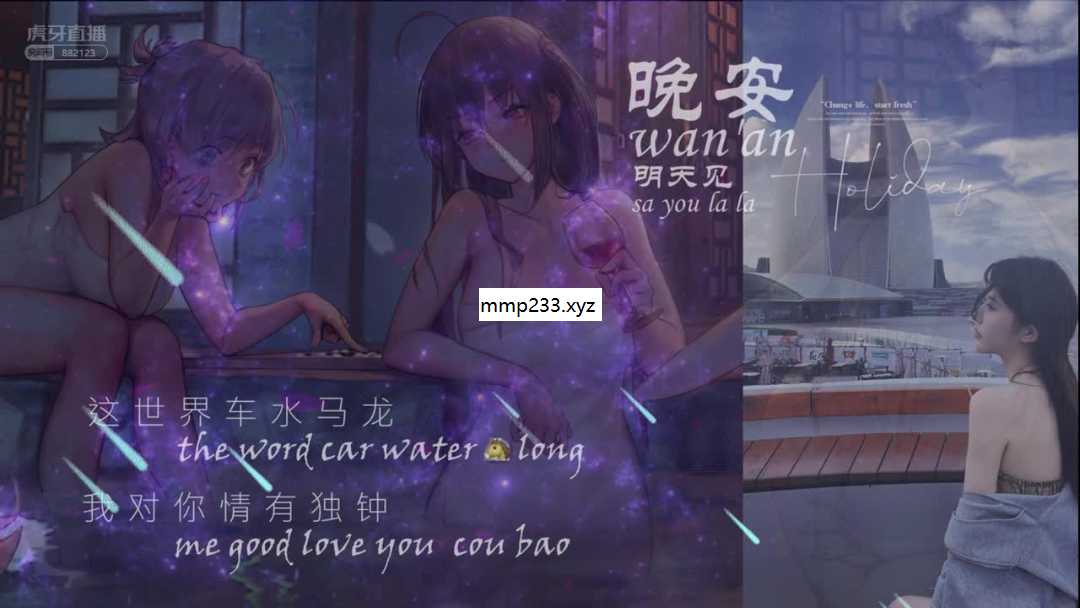 虎牙直播
882123
晚安
wan'an
明天见
sa you la la
"Change life, start fresh"
Holiday
mmp233.xyz
这世界车水马龙
the word car water long
我对你情有独钟
me good love you cou bao